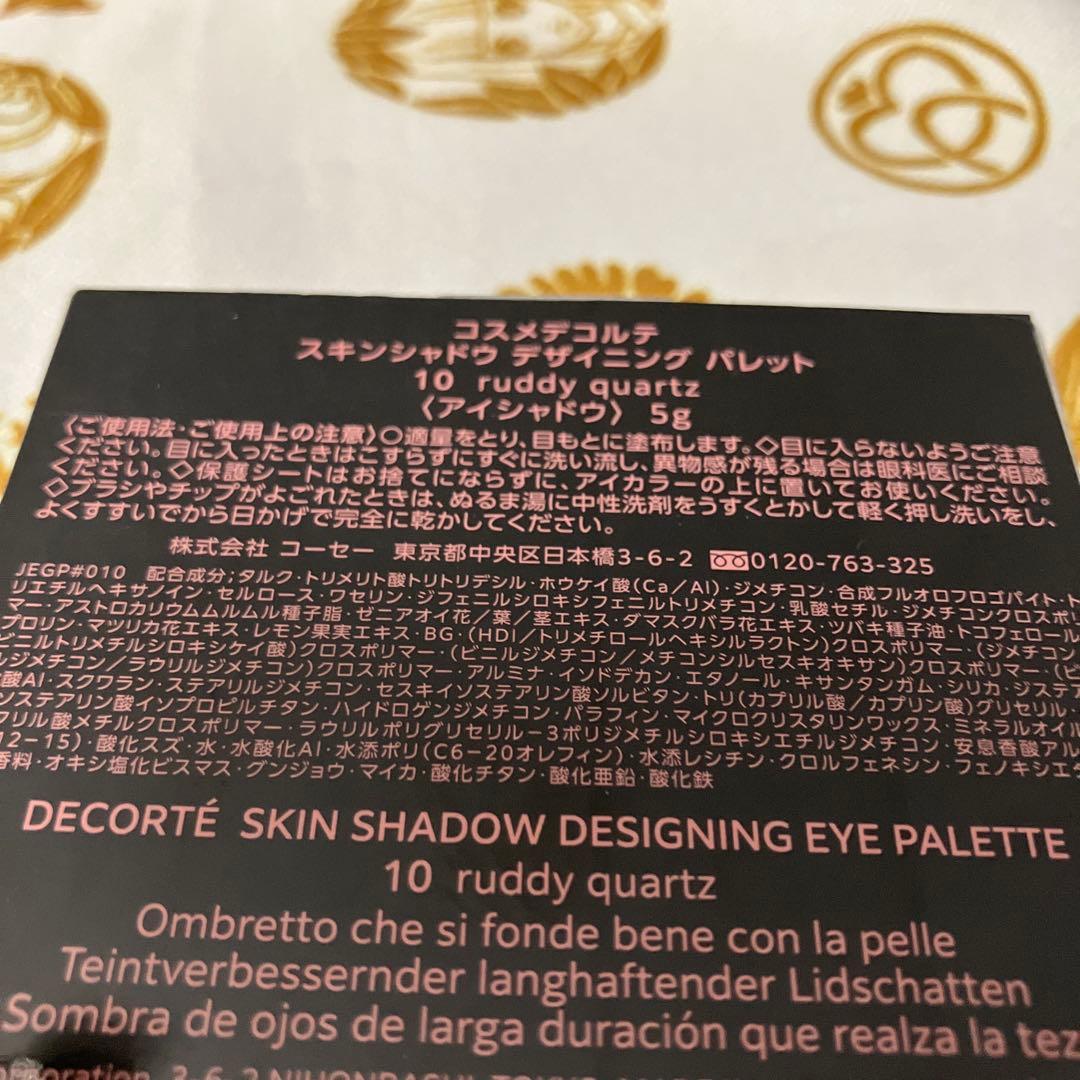 コスメデコルテ
スキンシャドウ デザイニング パレット
10 ruddy quartz
〈アイシャドウ〉 5g
〈ご使用法・ご使用上の注意〉〇適量をとり、目もとに塗布します。◇目に入らないようご注意
ください。目に入ったときはこすらずにすぐに洗い流し、異物感が残る場合は眼科医にご相談
ください。◇保護シートはお捨てにならずに、アイカラーの上に置いてお使いください。
◇ブラシやチップがよごれたときは、ぬるま湯に中性洗剤をうすくとかして軽く押し洗いをし、
よくすすいでから日かげで完全に乾かしてください。
株式会社 コーセー 東京都中央区日本橋3-6-2 0120-763-325
JEGP#010 配合成分;タルク・トリメリト酸トリトリデシル・ホウケイ酸(Ca/Al)・ジメチコン・合成フルオロフロゴパイト・ト
リエチルヘキサノイン・セルロース・ワセリン・ジフェニルシロキシフェニルトリメチコン・乳酸セチル・ジメチコンクロスポリ
マー・アストロカリウムムルムル種子脂・ゼニアオイ花/葉/茎エキス・ダマスクバラ花エキス・ツバキ種子油・トコフェロール・
プロリン・マツリカ花エキス・レモン果実エキス・BG・(HDI/トリメチロールヘキシルラクトン)クロスポリマー・(ジメチコン/
ビニルトリメチルシロキシケイ酸)クロスポリマー・(ビニルジメチコン/メチコンシルセスキオキサン)クロスポリマー・(ビ
ルジメチコン/ラウリルジメチコン)クロスポリマー・アルミナ・イソドデカン・エタノール・キサンタンガム・シリカ・ジステア
酸Al・スクワラン・ステアリルジメチコン・セスキイソステアリン酸ソルビタン・トリ(カプリル酸/カプリン酸)グリセリル・
ンステアリン酸イソプロピルチタン・ハイドロゲンジメチコン・パラフィン・マイクロクリスタリンワックス・ミネラルオイル
クリル酸メチルクロスポリマー・ラウリルポリグリセリル-3ポリジメチルシロキシエチルジメチコン・安息香酸アル
12-15)・酸化スズ・水・水酸化Al・水添ポリ(C6-20オレフィン)・水添レシチン・クロルフェネシン・フェノキシエタ
香料・オキシ塩化ビスマス・グンジョウ・マイカ・酸化チタン・酸化亜鉛・酸化鉄
DECORTÉ SKIN SHADOW DESIGNING EYE PALETTE
10 ruddy quartz
Ombretto che si fonde bene con la pelle
Teintverbessernder langhaftender Lidschatten
Sombra de ojos de larga duración que realza la tez